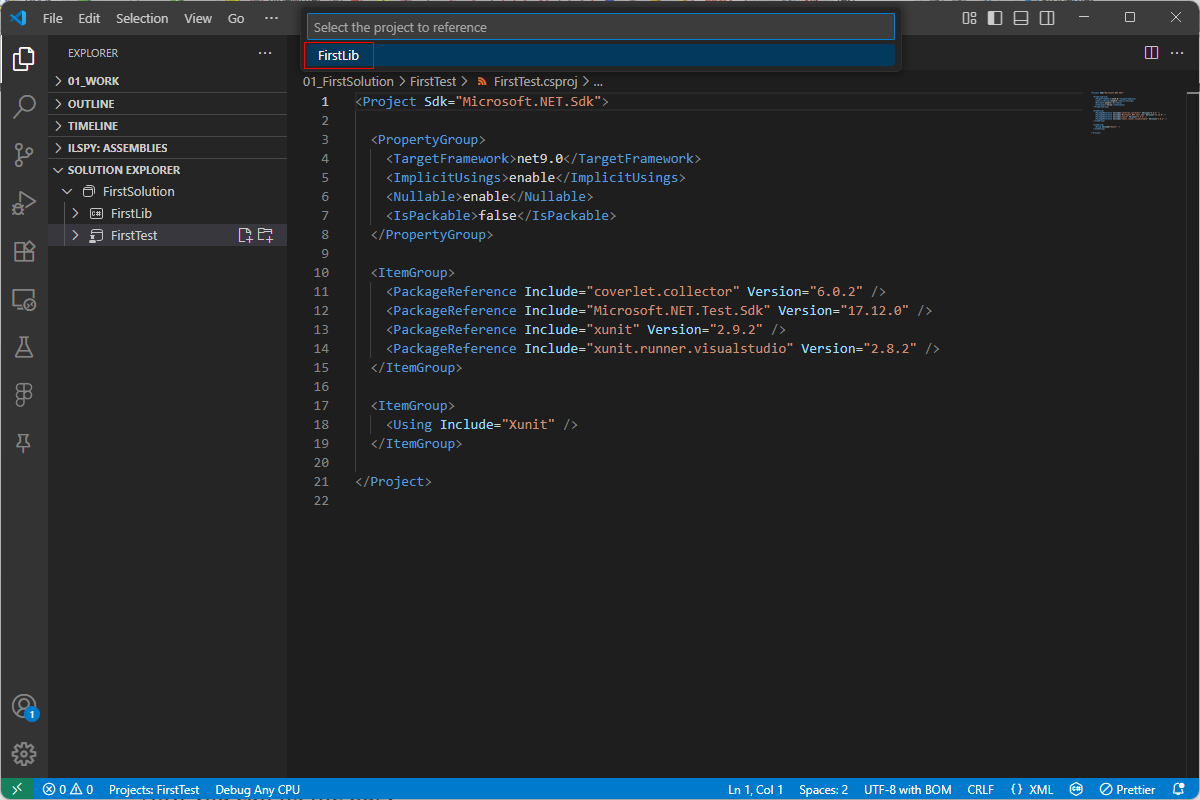 File Edit Selection View Go ···
Select the project to reference
FirstLib
EXPLORER ···
01_WORK
OUTLINE
TIMELINE
ILSPY: ASSEMBLIES
SOLUTION EXPLORER
FirstSolution
FirstLib
FirstTest
01_FirstSolution > FirstTest > FirstTest.csproj > ...
1 <Project Sdk="Microsoft.NET.Sdk">
2
3 <PropertyGroup>
4 <TargetFramework>net9.0</TargetFramework>
5 <ImplicitUsings>enable</ImplicitUsings>
6 <Nullable>enable</Nullable>
7 <IsPackable>false</IsPackable>
8 </PropertyGroup>
9
10 <ItemGroup>
11 <PackageReference Include="coverlet.collector" Version="6.0.2" />
12 <PackageReference Include="Microsoft.NET.Test.Sdk" Version="17.12.0" />
13 <PackageReference Include="xunit" Version="2.9.2" />
14 <PackageReference Include="xunit.runner.visualstudio" Version="2.8.2" />
15 </ItemGroup>
16
17 <ItemGroup>
18 <Using Include="Xunit" />
19 </ItemGroup>
20
21 </Project>
22
1
0 0 Projects: FirstTest Debug Any CPU Ln 1, Col 1 Spaces: 2 UTF-8 with BOM CRLF {} XML Prettier